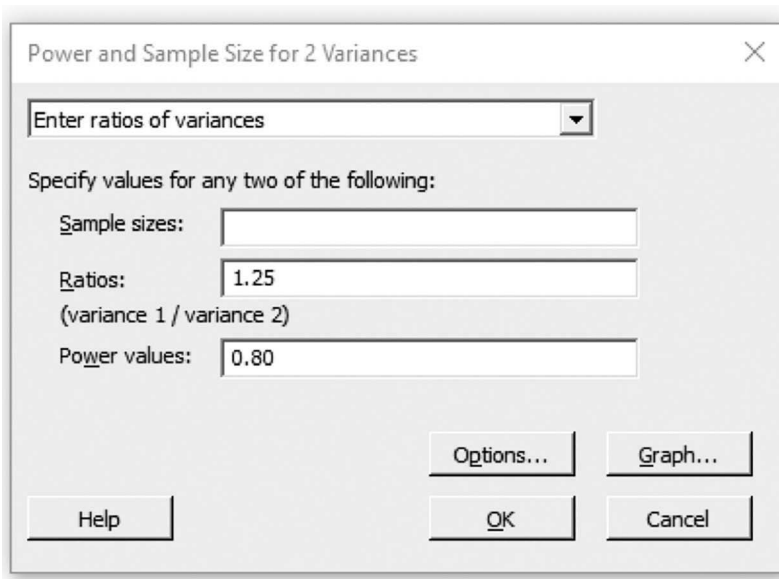 Power and Sample Size for 2 Variances
Enter ratios of variances
Specify values for any two of the following:
Sample sizes:
Ratios: 1.25
(variance 1 / variance 2)
Power values: 0.80
Options... Graph...
Help OK Cancel